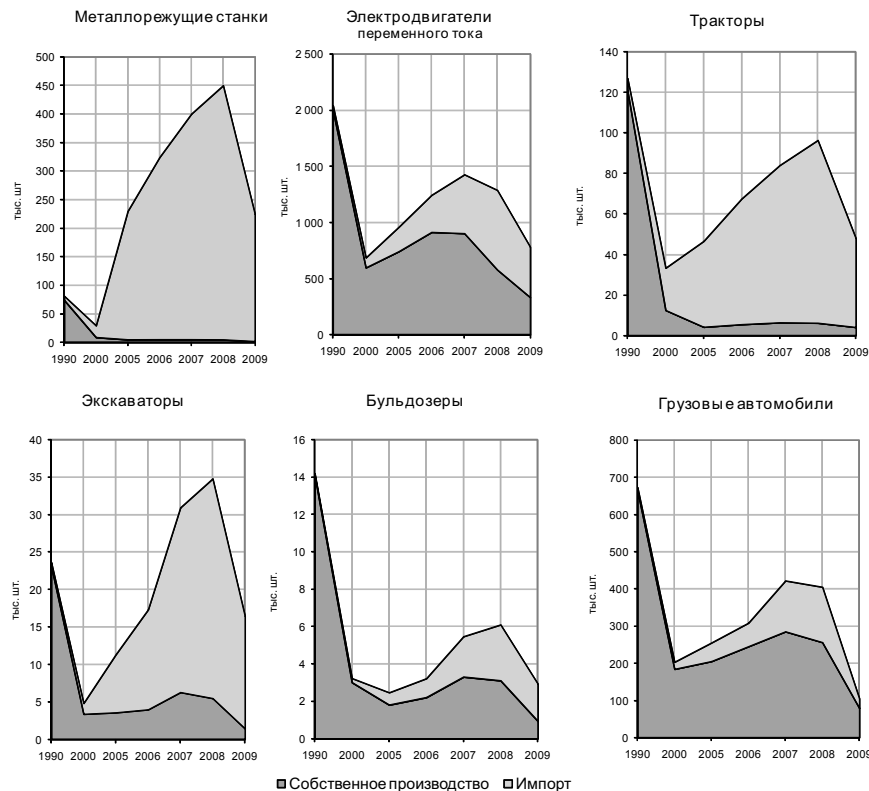 Металлорежущие станки
500
450
400
350
300
250
200
150
100
50
0
тыс. шт
1990 2000 2005 2006 2007 2008 2009
Электродвигатели
переменного тока
2 500
2 000
1 500
1 000
500
0
тыс. шт.
1990 2000 2005 2006 2007 2008 2009
Тракторы
140
120
100
80
60
40
20
0
тыс. шт.
1990 2000 2005 2006 2007 2008 2009
Экскаваторы
40
35
30
25
20
15
10
5
0
тыс. шт.
1990 2000 2005 2006 2007 2008 2009
Бульдозеры
16
14
12
10
8
6
4
2
0
тыс. шт.
1990 2000 2005 2006 2007 2008 2009
Грузовые автомобили
800
700
600
500
400
300
200
100
0
тыс. шт.
1990 2000 2005 2006 2007 2008 2009
Собственное производство Импорт